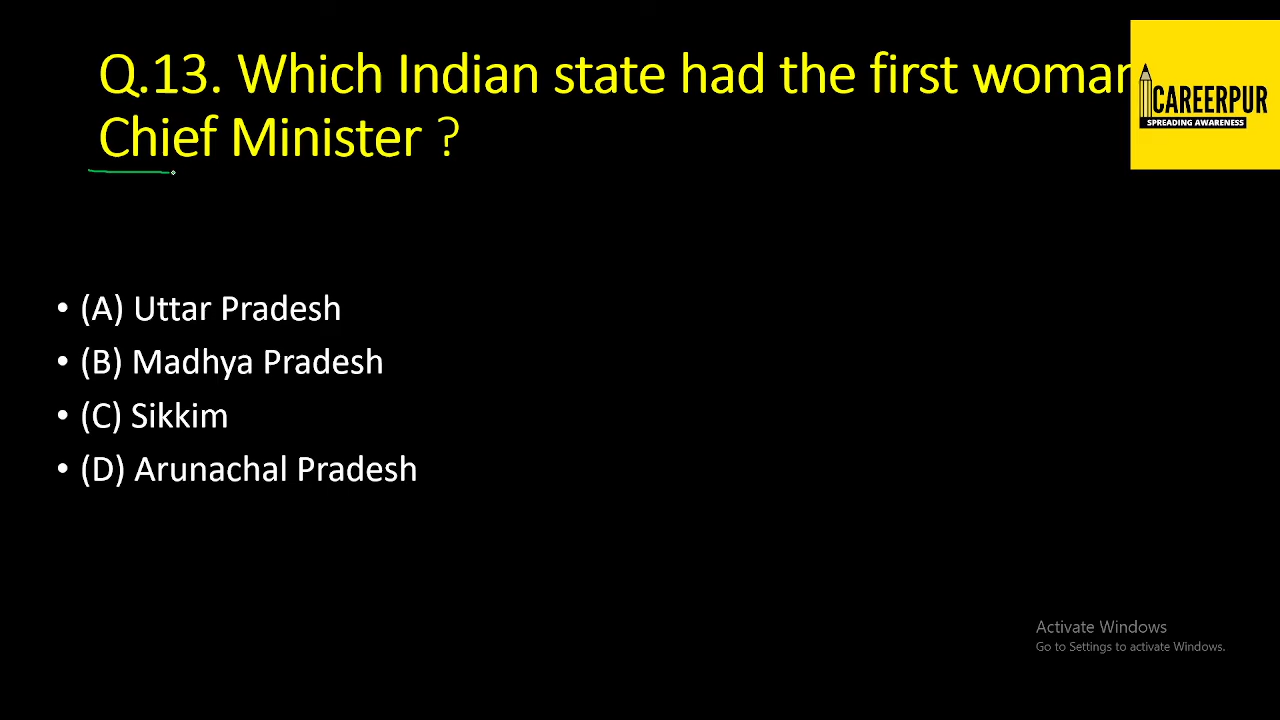 Q.13. Which Indian state had the first woman
Chief Minister ?
CAREERPUR
SPREADING AWARENESS
• (A) Uttar Pradesh
• (B) Madhya Pradesh
• (C) Sikkim
• (D) Arunachal Pradesh
Activate Windows
Go to Settings to activate Windows.